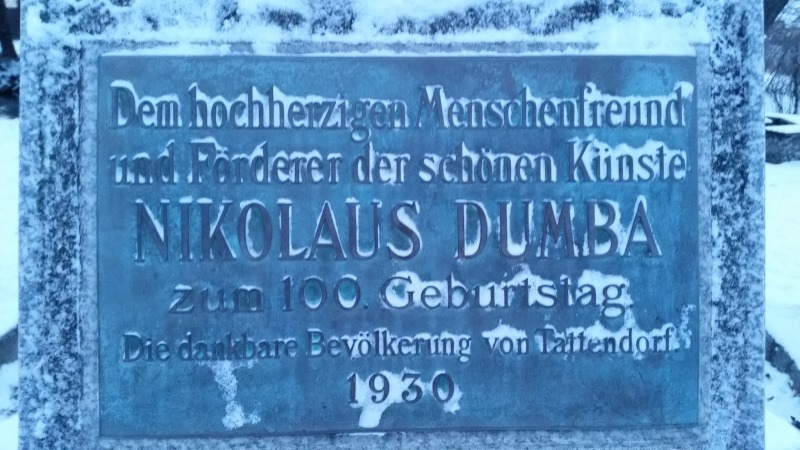 Dem hochherzigen Menschenfreund
und Förderer der schönen Künste
NIKOLAUS DUMBA
zum 100. Geburtstag.
Die dankbare Bevölkerung von Tattendorf.
1930